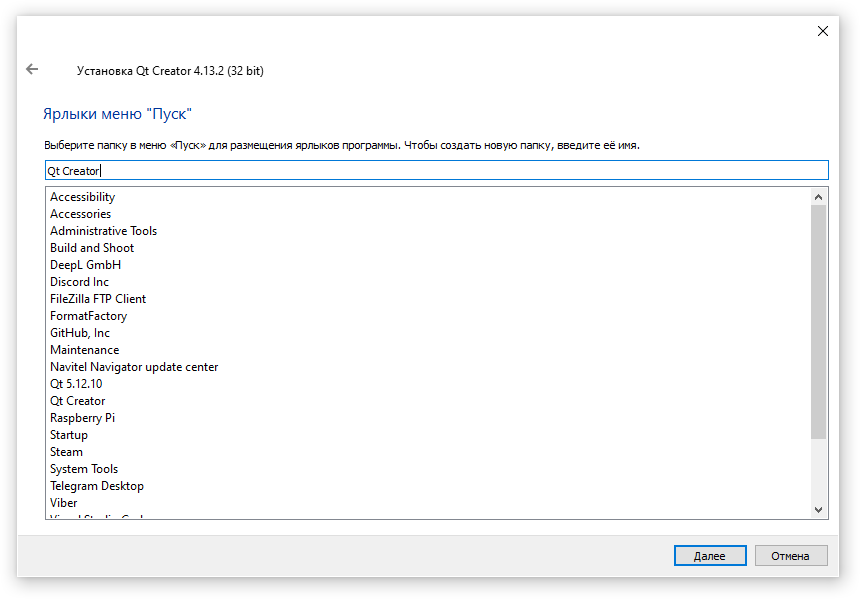 Установка Qt Creator 4.13.2 (32 bit)
Ярлыки меню "Пуск"
Выберите папку в меню «Пуск» для размещения ярлыков программы. Чтобы создать новую папку, введите её имя.
Qt Creator
Accessibility
Accessories
Administrative Tools
Build and Shoot
DeepL GmbH
Discord Inc
FileZilla FTP Client
FormatFactory
GitHub, Inc
Maintenance
Navitel Navigator update center
Qt 5.12.10
Qt Creator
Raspberry Pi
Startup
Steam
System Tools
Telegram Desktop
Viber
Visual Studio Code
Далее Отмена